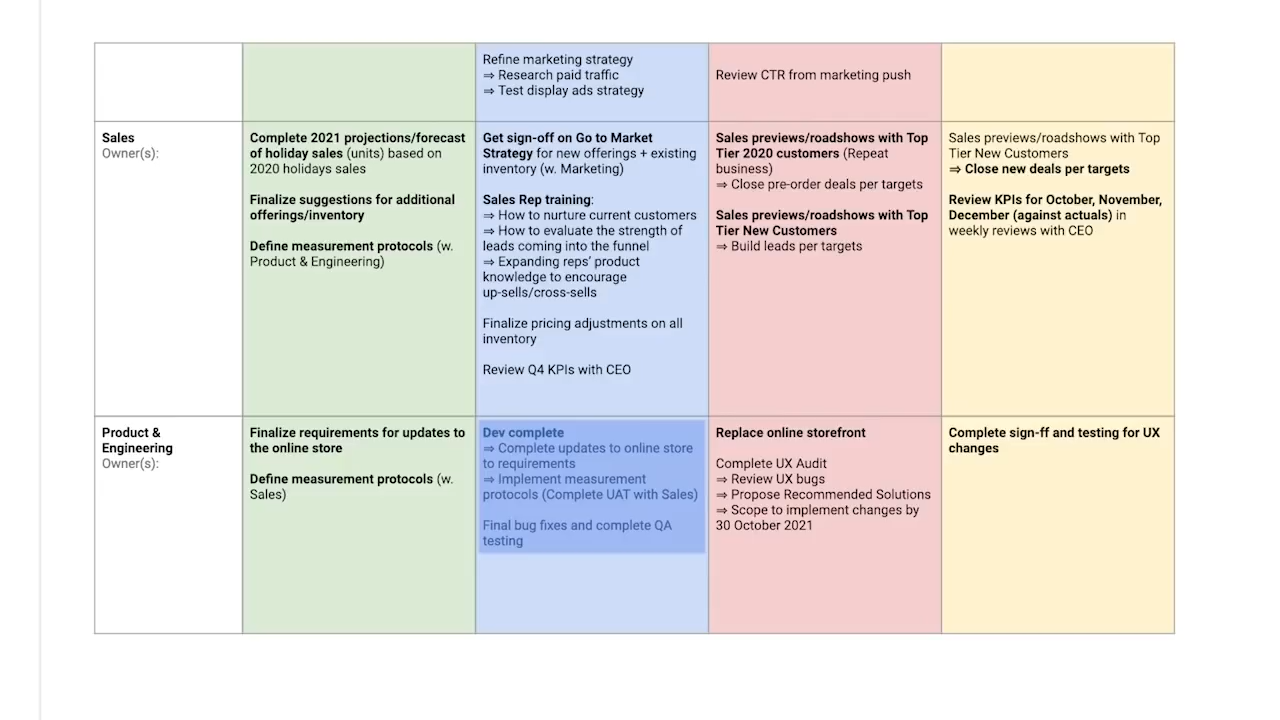 Refine marketing strategy
⇒ Research paid traffic
⇒ Test display ads strategy
Review CTR from marketing push
Sales
Owner(s):
Complete 2021 projections/forecast
of holiday sales (units) based on
2020 holidays sales
Finalize suggestions for additional
offerings/inventory
Define measurement protocols (w.
Product & Engineering)
Get sign-off on Go to Market
Strategy for new offerings + existing
inventory (w. Marketing)
Sales Rep training:
⇒ How to nurture current customers
⇒ How to evaluate the strength of
leads coming into the funnel
⇒ Expanding reps' product
knowledge to encourage
up-sells/cross-sells
Finalize pricing adjustments on all
inventory
Review Q4 KPIs with CEO
Sales previews/roadshows with Top
Tier 2020 customers (Repeat
business)
⇒ Close pre-order deals per targets
Sales previews/roadshows with Top
Tier New Customers
⇒ Build leads per targets
Sales previews/roadshows with Top
Tier New Customers
⇒ Close new deals per targets
Review KPIs for October, November,
December (against actuals) in
weekly reviews with CEO
Product &
Engineering
Owner(s):
Finalize requirements for updates to
the online store
Define measurement protocols (w.
Sales)
Dev complete
⇒ Complete updates to online store
to requirements
⇒ Implement measurement
protocols (Complete UAT with Sales)
Final bug fixes and complete QA
testing
Replace online storefront
Complete UX Audit
⇒ Review UX bugs
⇒ Propose Recommended Solutions
⇒ Scope to implement changes by
30 October 2021
Complete sign-ff and testing for UX
changes